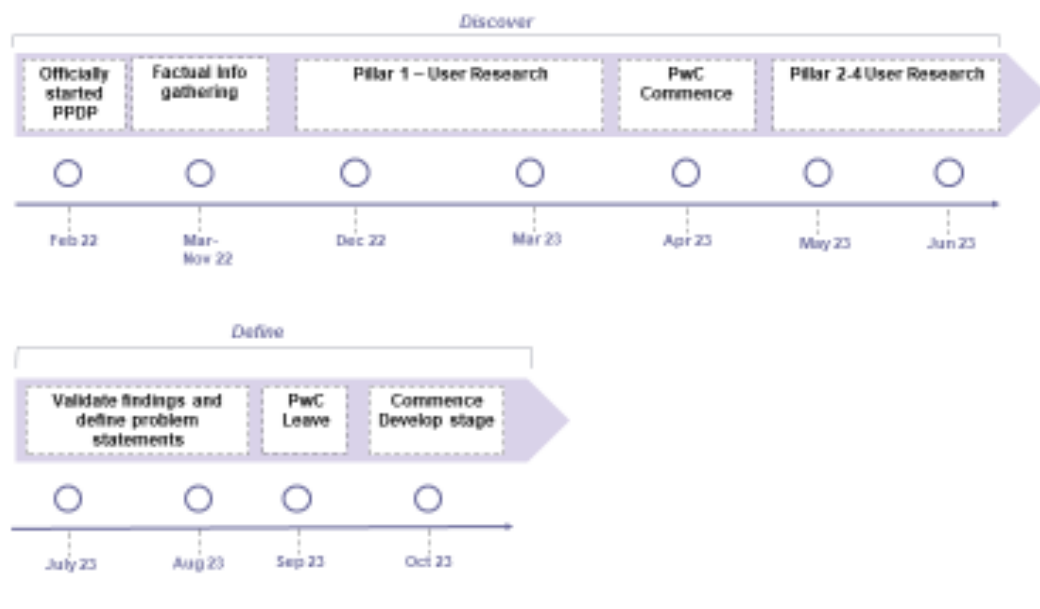 Discover
Officially
started
PPDP
Factual Info
gathering
Pillar 1 – User Research
PwC
Commence
Pillar 2-4 User Research
Feb 22
Mar-
Nov 22
Dec 22
Mar 23
Apr 23
May 23
Jun 23
Define
Validate findings and
define problem
statements
PwC
Leave
Commence
Develop stage
July 23
Aug 23
Sep 23
Oct 23